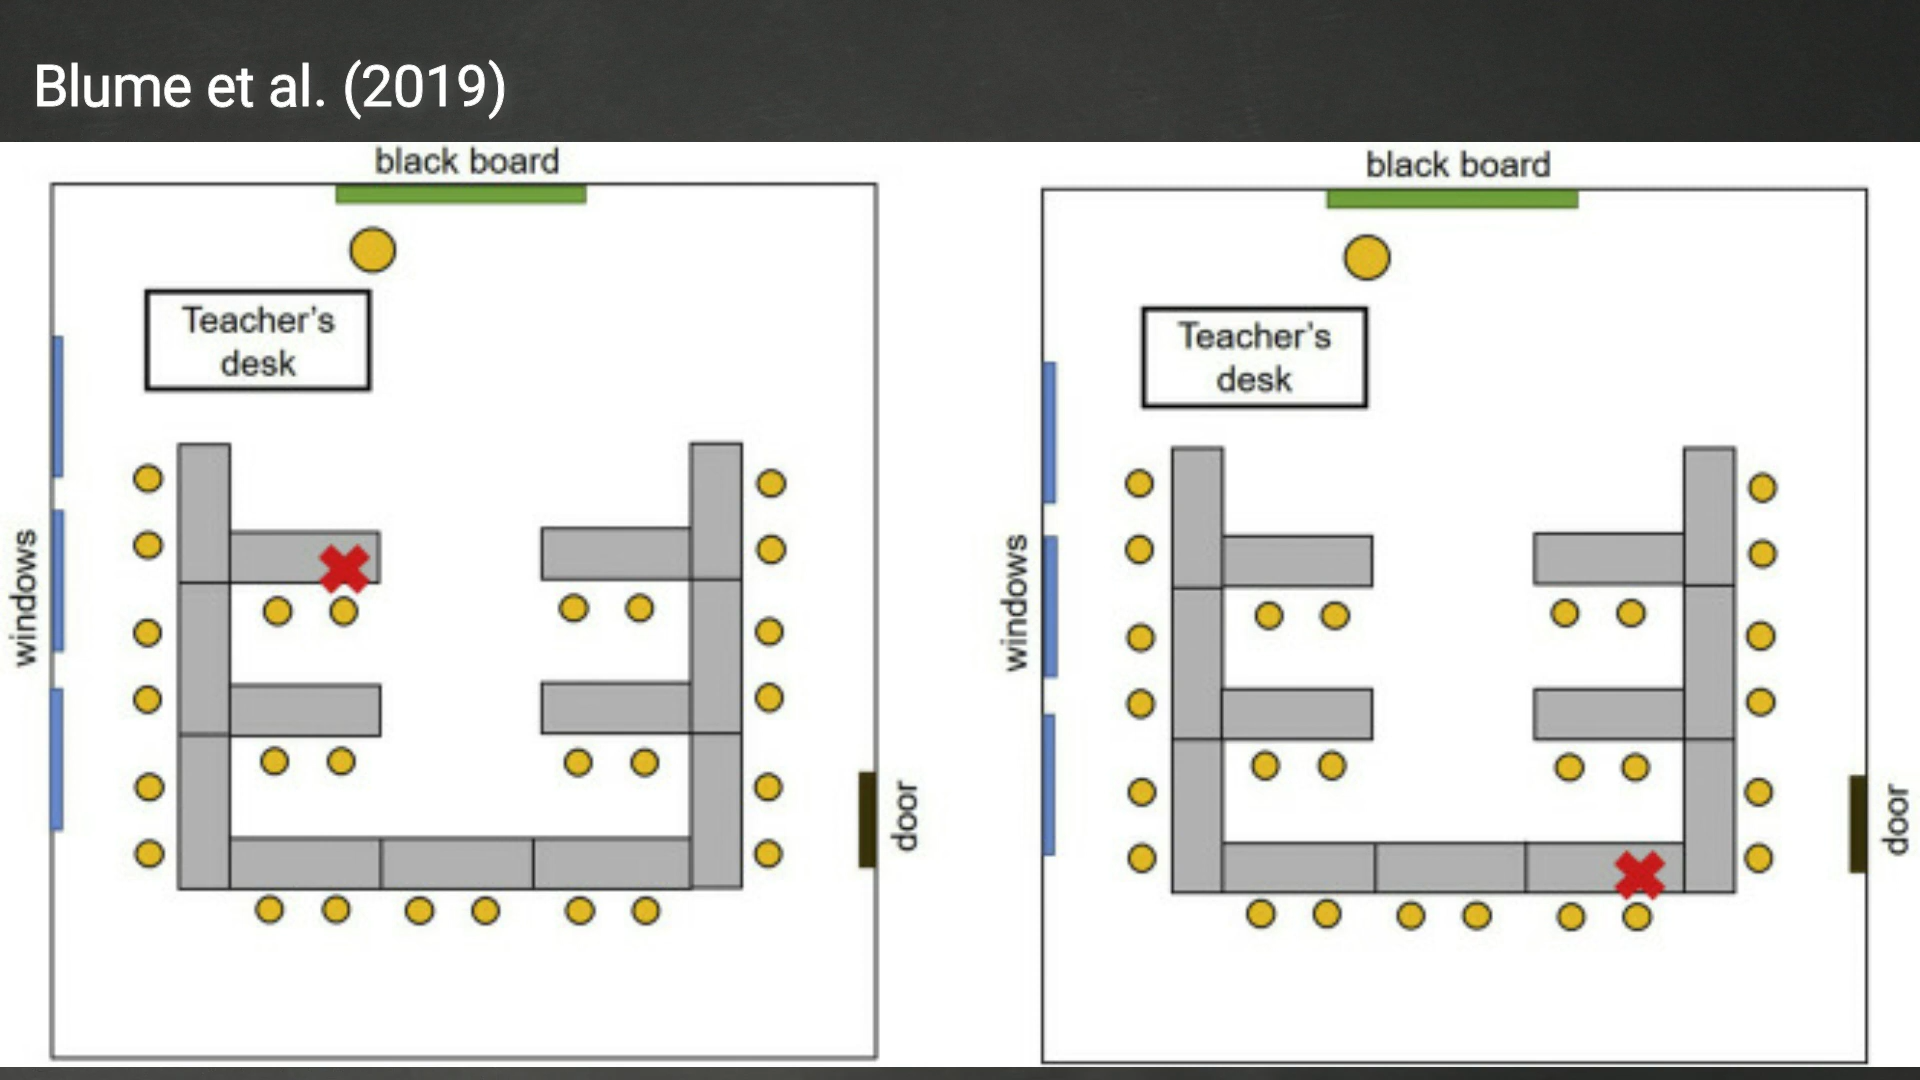 Blume et al. (2019)
black board
Teacher's
desk
windows
door
black board
Teacher's
desk
windows
door